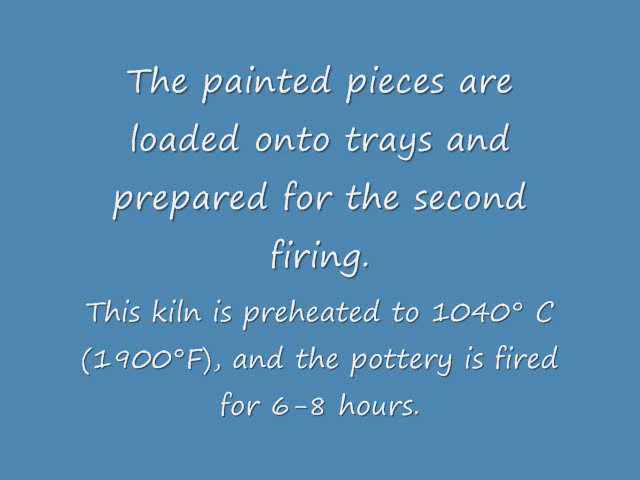 The painted pieces are
loaded onto trays and
prepared for the second
firing.
This kiln is preheated to 1040° C
(1900°F), and the pottery is fired
for 6-8 hours.